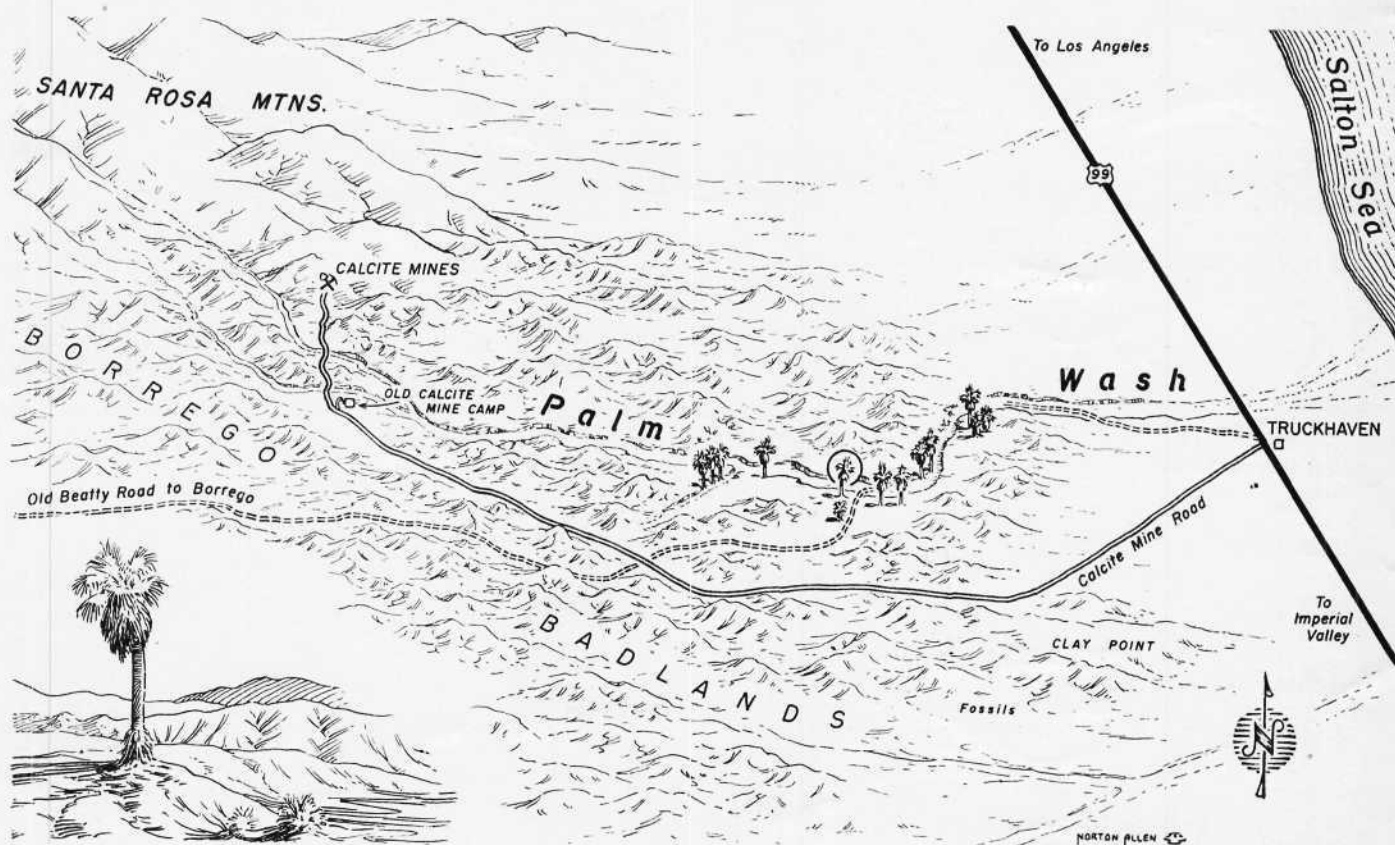 To Los Angeles
Salton Sea
SANTA ROSA MTNS.
99
CALCITE MINES
BORREGO
Wash
OLD CALCITE
MINE CAMP
Palm
TRUCKHAVEN
Old Beatty Road to Borrego
Calcite Mine Road
To
Imperial
Valley
BADLANDS
CLAY POINT
Fossils
N
NORTON ALLEN